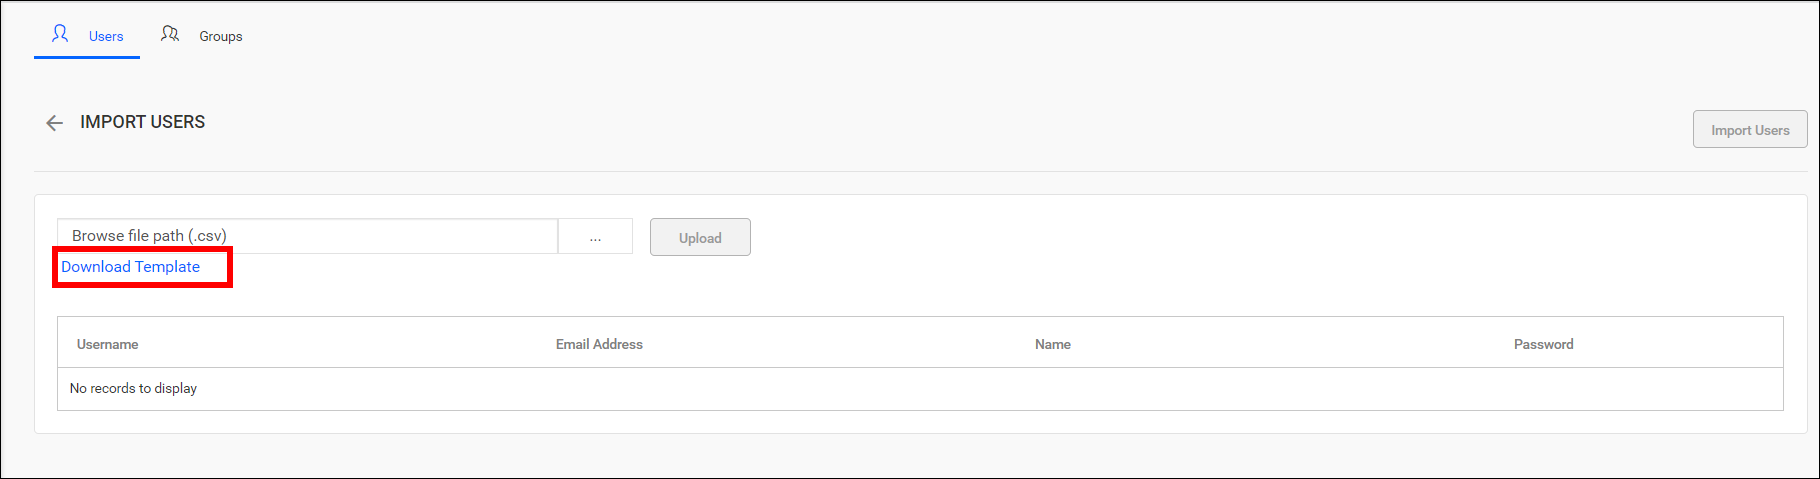 Users Groups
IMPORT USERS
Import Users
Browse file path (.csv) ... Upload
Download Template
Username Email Address Name Password
No records to display